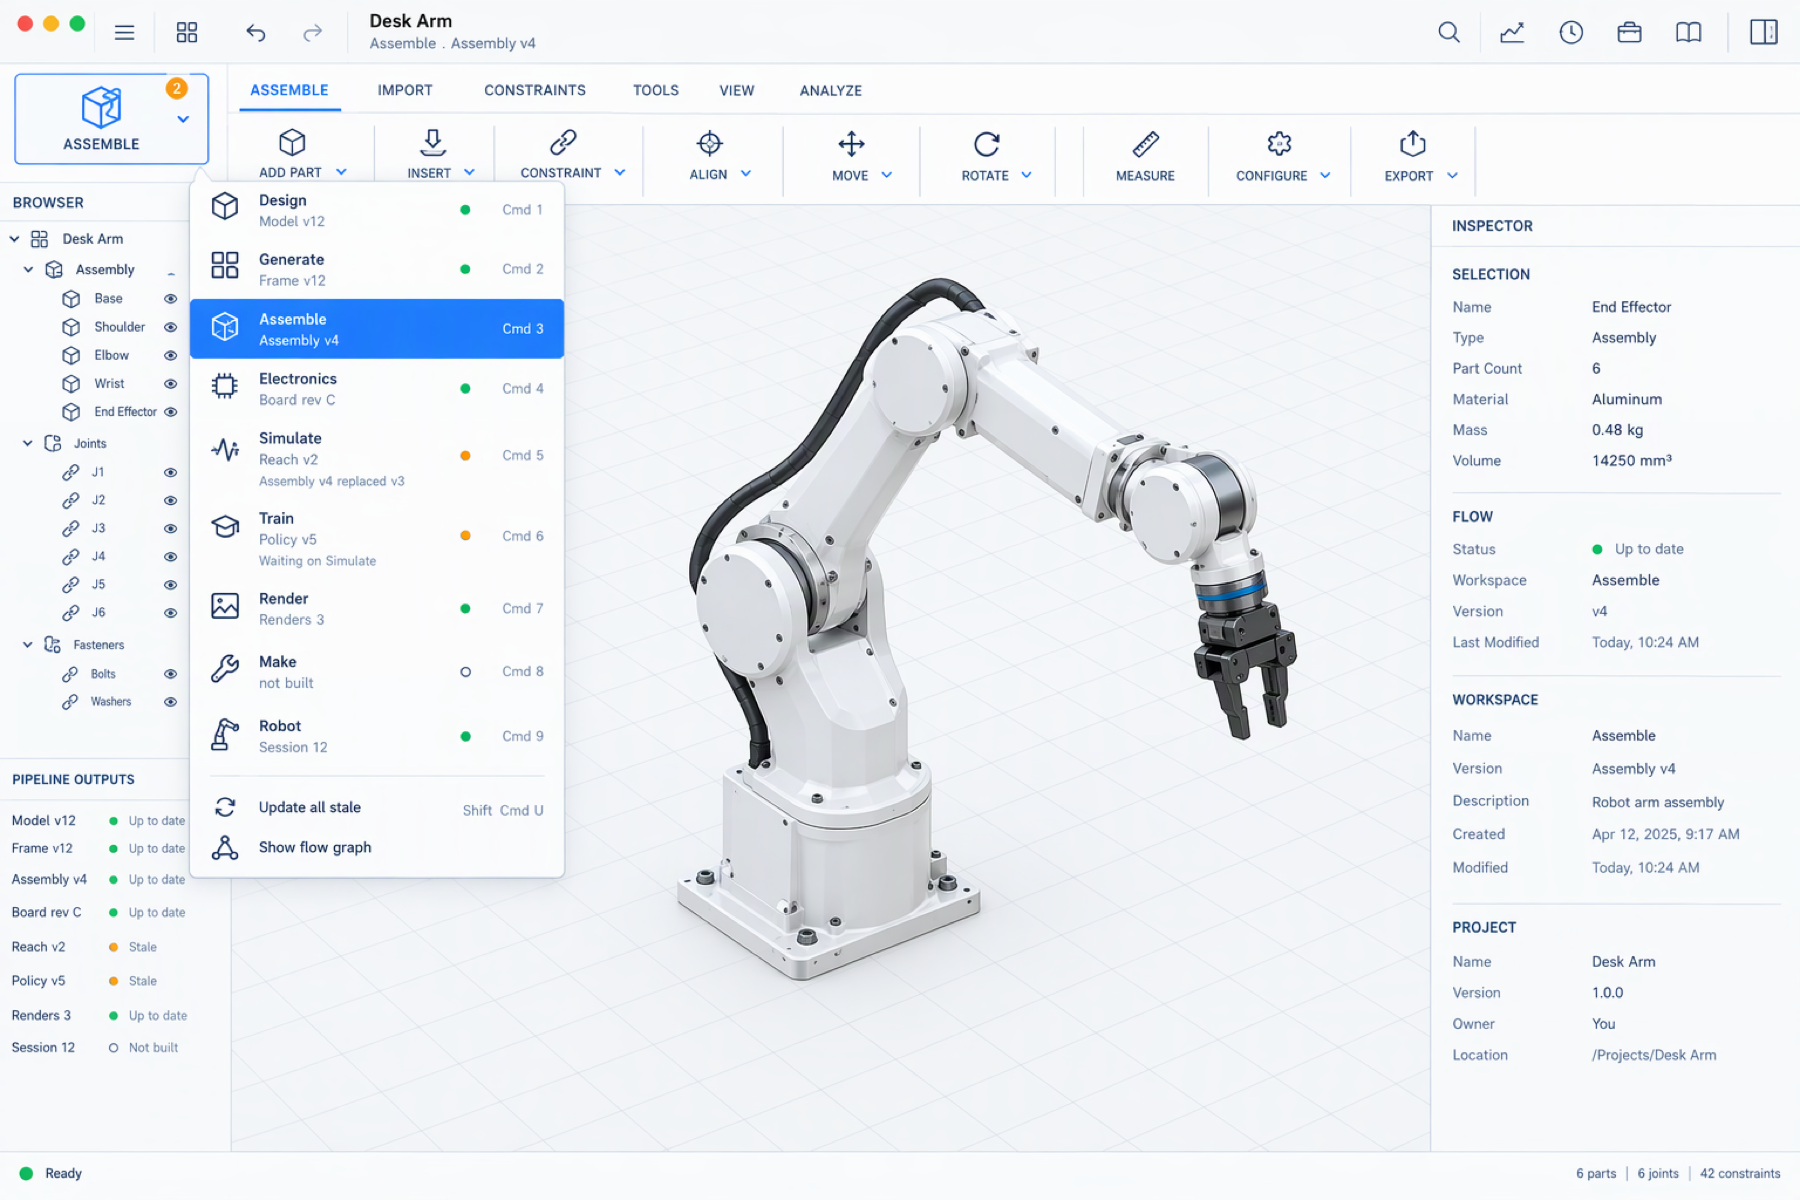 Desk Arm
Assemble . Assembly v4
2
ASSEMBLE
ASSEMBLE
IMPORT
CONSTRAINTS
TOOLS
VIEW
ANALYZE
ADD PART
INSERT
CONSTRAINT
ALIGN
MOVE
ROTATE
MEASURE
CONFIGURE
EXPORT
BROWSER
Desk Arm
Assembly
Base
Shoulder
Elbow
Wrist
End Effector
Joints
J1
J2
J3
J4
J5
J6
Fasteners
Bolts
Washers
PIPELINE OUTPUTS
Model v12 Up to date
Frame v12 Up to date
Assembly v4 Up to date
Board rev C Up to date
Reach v2 Stale
Policy v5 Stale
Renders 3 Up to date
Session 12 Not built
Design
Model v12
Cmd 1
Generate
Frame v12
Cmd 2
Assemble
Assembly v4
Cmd 3
Electronics
Board rev C
Cmd 4
Simulate
Reach v2
Assembly v4 replaced v3
Cmd 5
Train
Policy v5
Waiting on Simulate
Cmd 6
Render
Renders 3
Cmd 7
Make
not built
Cmd 8
Robot
Session 12
Cmd 9
Update all stale Shift Cmd U
Show flow graph
INSPECTOR
SELECTION
Name End Effector
Type Assembly
Part Count 6
Material Aluminum
Mass 0.48 kg
Volume 14250 mm³
FLOW
Status Up to date
Workspace Assemble
Version v4
Last Modified Today, 10:24 AM
WORKSPACE
Name Assemble
Version Assembly v4
Description Robot arm assembly
Created Apr 12, 2025, 9:17 AM
Modified Today, 10:24 AM
PROJECT
Name Desk Arm
Version 1.0.0
Owner You
Location /Projects/Desk Arm
Ready
6 parts | 6 joints | 42 constraints